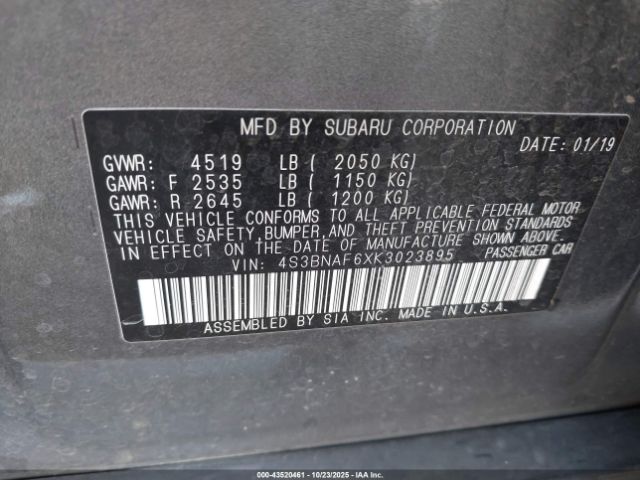 MFD BY SUBARU CORPORATION
DATE: 01/19
GVWR: 4519 LB ( 2050 KG)
GAWR: F 2535 LB ( 1150 KG)
GAWR: R 2645 LB ( 1200 KG)
THIS VEHICLE CONFORMS TO ALL APPLICABLE FEDERAL MOTOR
VEHICLE SAFETY, BUMPER, AND THEFT PREVENTION STANDARDS
IN EFFECT ON THE DATE OF MANUFACTURE SHOWN ABOVE.
VIN: 4S3BNAF6XK3023895 PASSENGER CAR
ASSEMBLED BY SIA INC. MADE IN U.S.A.
000-43520461 - 10/23/2025 - IAA Inc.